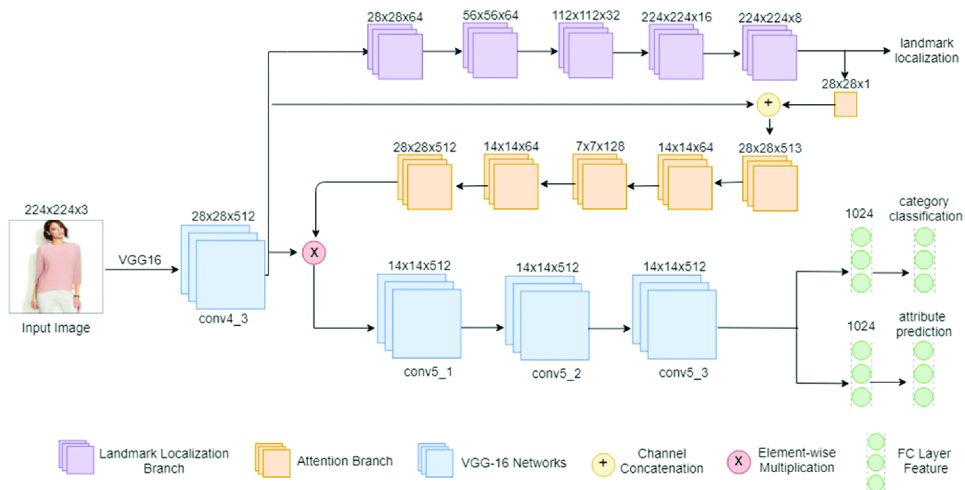 28x28x64
56x56x64
112x112x32
224x224x16
224x224x8
landmark
localization
28x28x1
+
28x28x512
14x14x64
7x7x128
14x14x64
28x28x513
224x224x3
28x28x512
VGG16
X
Input Image
conv4_3
14x14x512
14x14x512
14x14x512
conv5_1
conv5_2
conv5_3
1024
category
classification
1024
attribute
prediction
Landmark Localization
Branch
Attention Branch
VGG-16 Networks
+
Channel
Concatenation
X
Element-wise
Multiplication
FC Layer
Feature